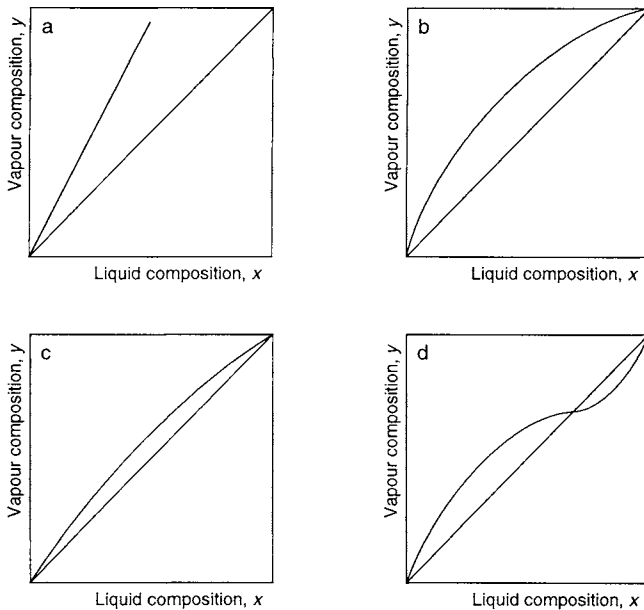 a
Vapour composition, y
Liquid composition, x
b
Vapour composition, y
Liquid composition, x
c
Vapour composition, y
Liquid composition, x
d
Vapour composition, y
Liquid composition, x